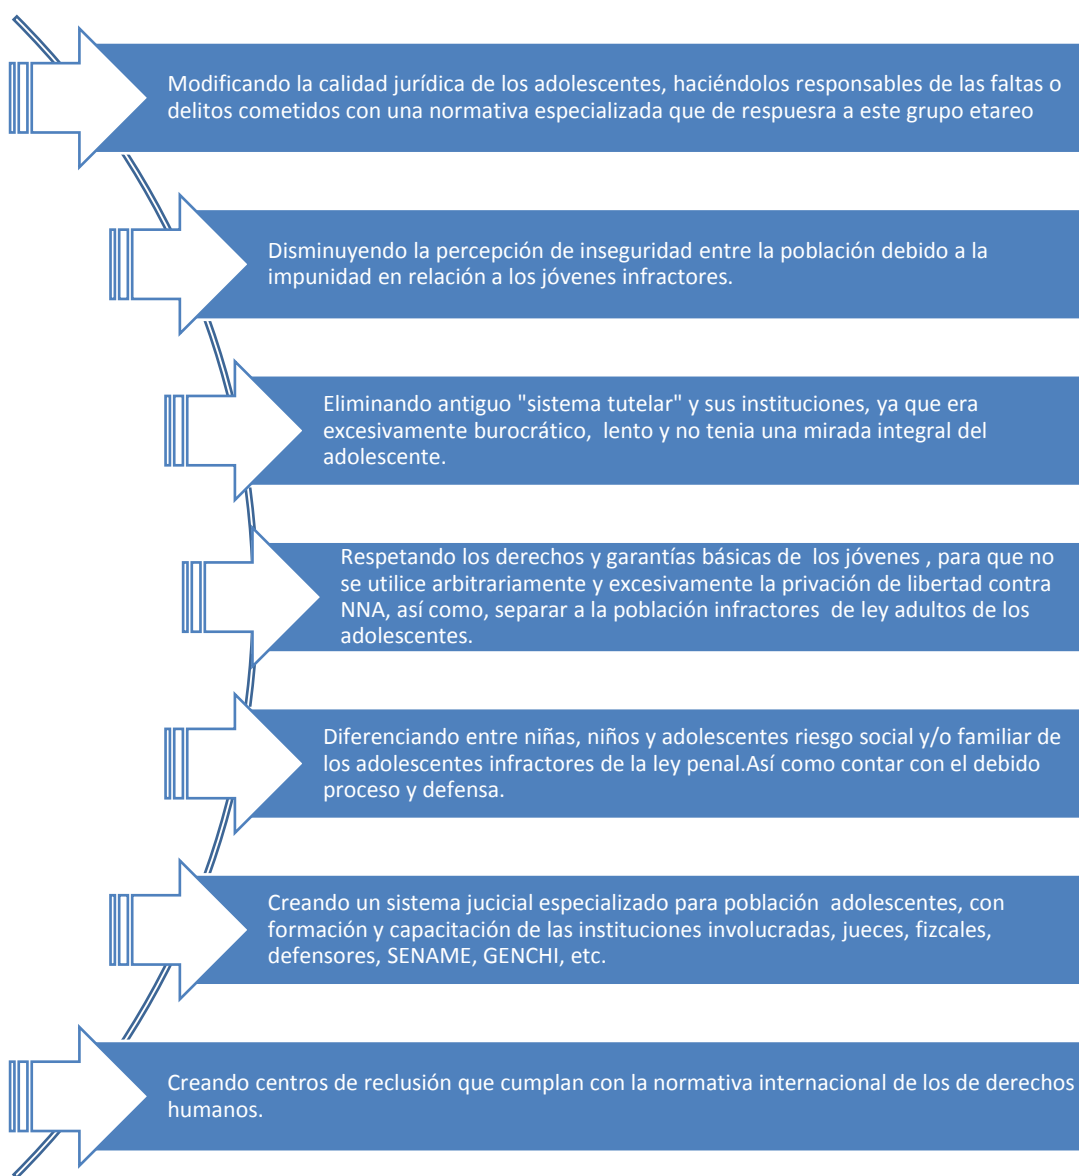 Modificando la calidad jurídica de los adolescentes, haciéndolos responsables de las faltas o
delitos cometidos con una normativa especializada que de respuesra a este grupo etareo
Disminuyendo la percepción de inseguridad entre la población debido a la
impunidad en relación a los jóvenes infractores.
Eliminando antiguo "sistema tutelar" y sus instituciones, ya que era
excesivamente burocrático, lento y no tenia una mirada integral del
adolescente.
Respetando los derechos y garantías básicas de los jóvenes , para que no
se utilice arbitrariamente y excesivamente la privación de libertad contra
NNA, así como, separar a la población infractores de ley adultos de los
adolescentes.
Diferenciando entre niñas, niños y adolescentes riesgo social y/o familiar de
los adolescentes infractores de la ley penal.Así como contar con el debido
proceso y defensa.
Creando un sistema jucicial especializado para población adolescentes, con
formación y capacitación de las instituciones involucradas, jueces, fizcales,
defensores, SENAME, GENCHI, etc.
Creando centros de reclusión que cumplan con la normativa internacional de los de derechos
humanos.